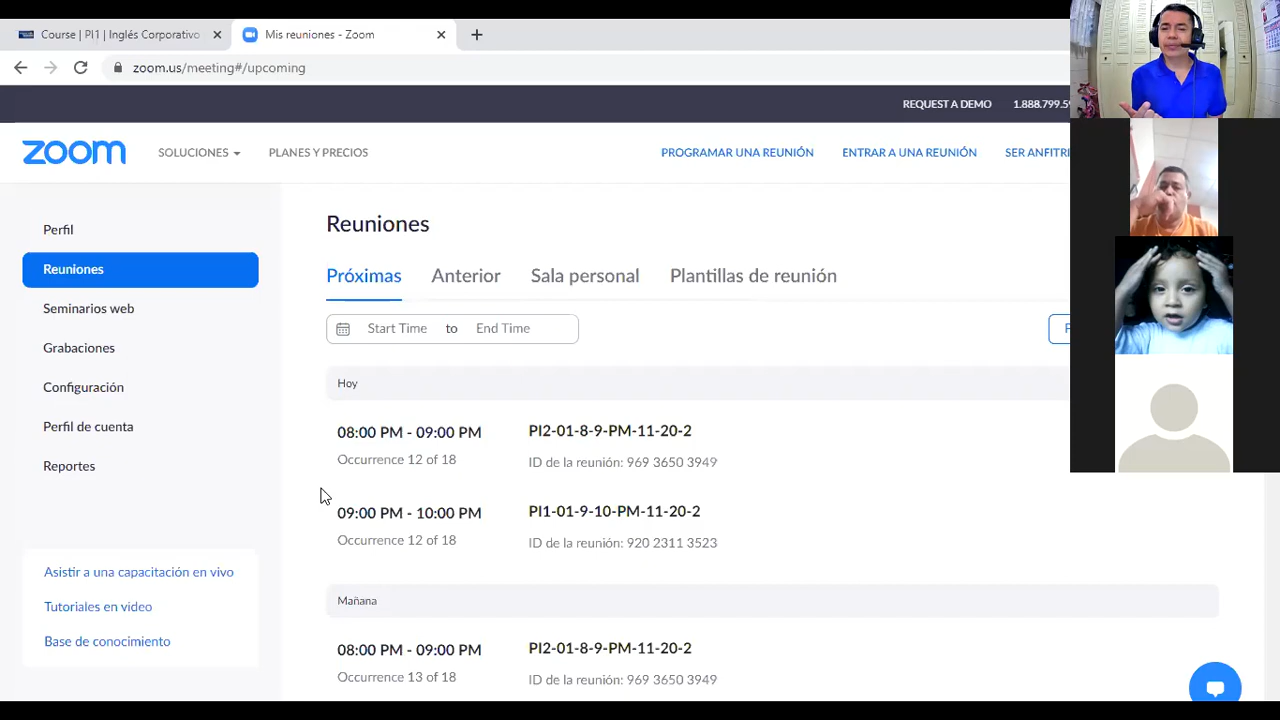 Course | PI1 | Inglés Corporativo
Mis reuniones - Zoom
zoom.us/meeting#/upcoming
REQUEST A DEMO 1.888.799.59
zoom SOLUCIONES PLANES Y PRECIOS PROGRAMAR UNA REUNIÓN ENTRAR A UNA REUNIÓN SER ANFITRI
Perfil
Reuniones
Seminarios web
Grabaciones
Configuración
Perfil de cuenta
Reportes
Asistir a una capacitación en vivo
Tutoriales en video
Base de conocimiento
Reuniones
Próximas Anterior Sala personal Plantillas de reunión
Start Time to End Time
Hoy
08:00 PM - 09:00 PM PI2-01-8-9-PM-11-20-2
Occurrence 12 of 18 ID de la reunión: 969 3650 3949
09:00 PM - 10:00 PM PI1-01-9-10-PM-11-20-2
Occurrence 12 of 18 ID de la reunión: 920 2311 3523
Mañana
08:00 PM - 09:00 PM PI2-01-8-9-PM-11-20-2
Occurrence 13 of 18 ID de la reunión: 969 3650 3949